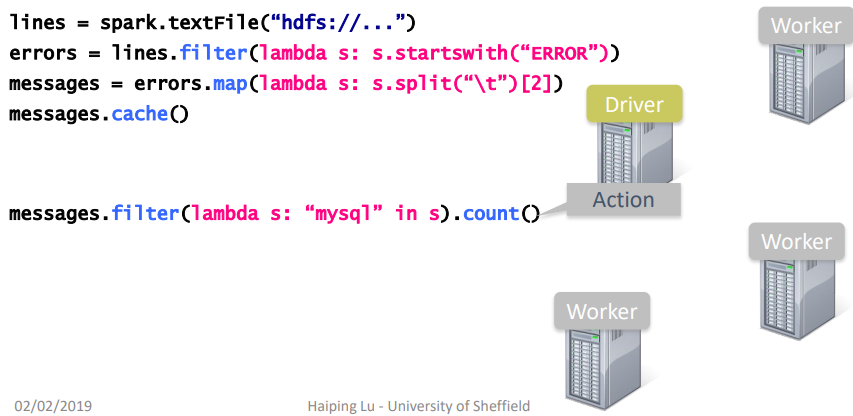 lines = spark.textFile(“hdfs://...”)
errors = lines.filter(lambda s: s.startswith(“ERROR”))
messages = errors.map(lambda s: s.split(“\t”)[2])
messages.cache()
messages.filter(lambda s: “mysql” in s).count()
Worker
Driver
Action
Worker
Worker
02/02/2019
Haiping Lu - University of Sheffield